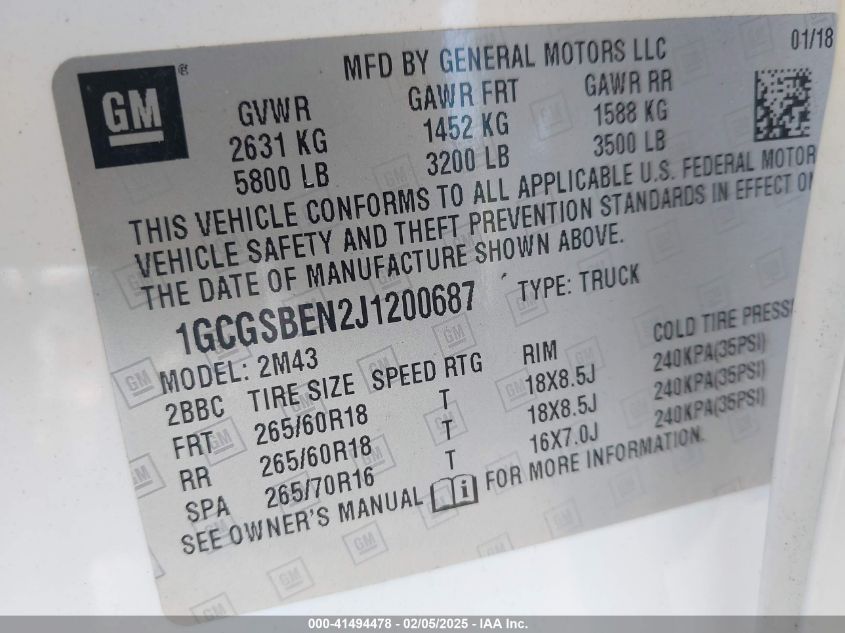 MFD BY GENERAL MOTORS LLC 01/18
GM ®
GVWR GAWR FRT GAWR RR
2631 KG 1452 KG 1588 KG
5800 LB 3200 LB 3500 LB
THIS VEHICLE CONFORMS TO ALL APPLICABLE U.S. FEDERAL MOTOR
VEHICLE SAFETY AND THEFT PREVENTION STANDARDS IN EFFECT ON
THE DATE OF MANUFACTURE SHOWN ABOVE.
1GCGSBEN2J1200687 TYPE: TRUCK
MODEL: 2M43
2BBC TIRE SIZE SPEED RTG RIM COLD TIRE PRESS
FRT 265/60R18 T 18X8.5J 240KPA(35PSI)
RR 265/60R18 T 18X8.5J 240KPA(35PSI)
SPA 265/70R16 T 16X7.0J 240KPA(35PSI)
SEE OWNER'S MANUAL i FOR MORE INFORMATION.
000-41494478 - 02/05/2025 - IAA Inc.